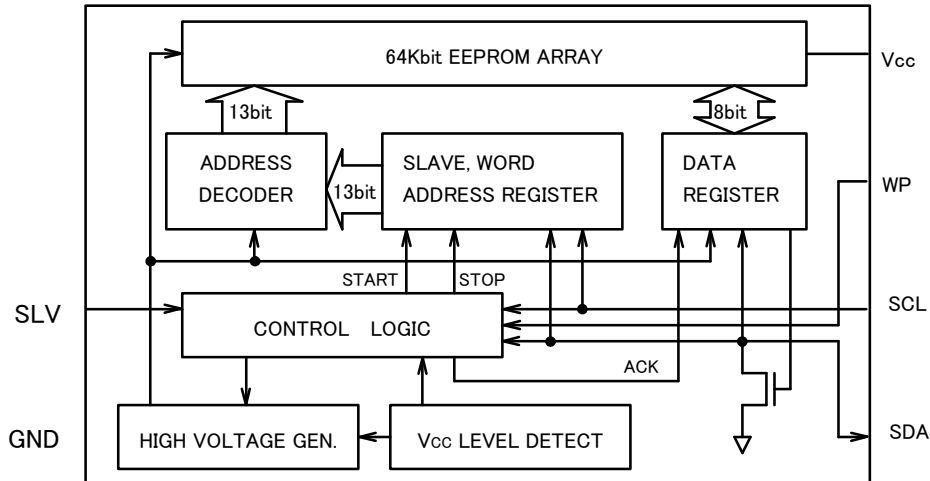 64Kbit EEPROM ARRAY
Vcc
13bit
8bit
ADDRESS
DECODER
13bit
SLAVE, WORD
ADDRESS REGISTER
DATA
REGISTER
WP
START
STOP
SLV
CONTROL LOGIC
SCL
ACK
GND
HIGH VOLTAGE GEN.
Vcc LEVEL DETECT
SDA